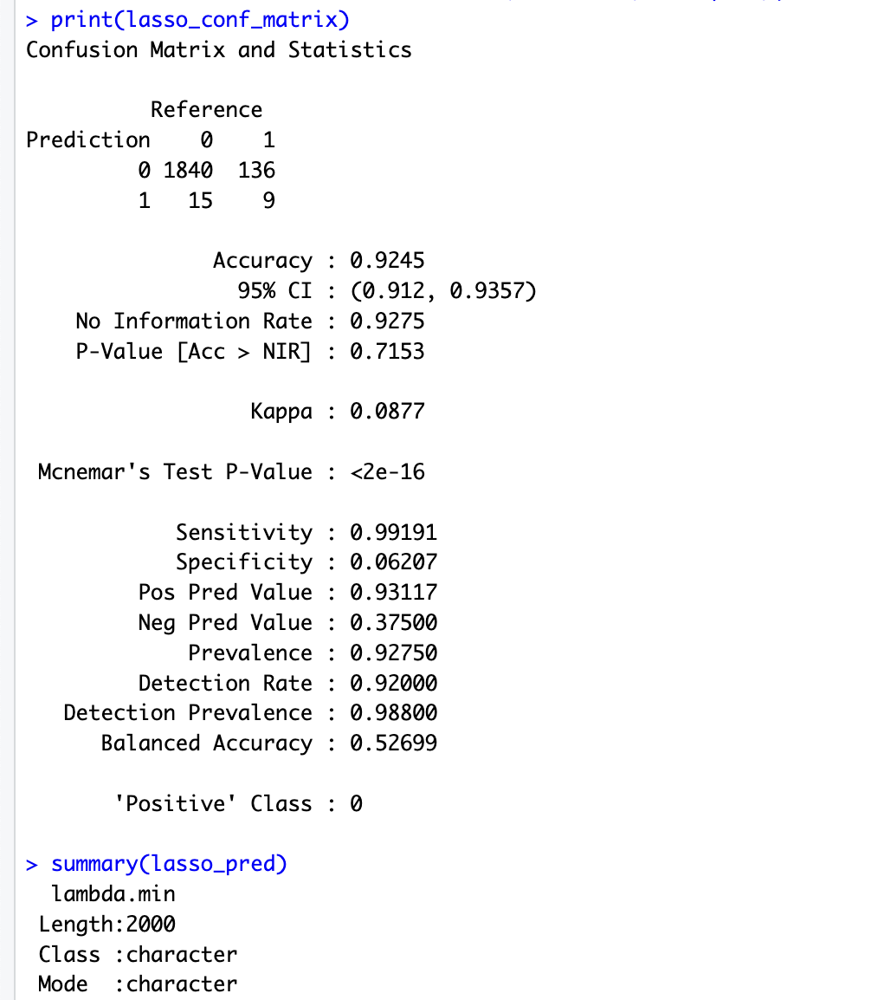 > print(lasso_conf_matrix)
Confusion Matrix and Statistics

          Reference
Prediction    0    1
         0 1840  136
         1   15    9

               Accuracy : 0.9245
                 95% CI : (0.912, 0.9357)
    No Information Rate : 0.9275
    P-Value [Acc > NIR] : 0.7153

                  Kappa : 0.0877

 Mcnemar's Test P-Value : <2e-16

            Sensitivity : 0.99191
            Specificity : 0.06207
         Pos Pred Value : 0.93117
         Neg Pred Value : 0.37500
             Prevalence : 0.92750
         Detection Rate : 0.92000
   Detection Prevalence : 0.98800
      Balanced Accuracy : 0.52699

       'Positive' Class : 0

> summary(lasso_pred)
  lambda.min
 Length:2000
 Class :character
 Mode  :character